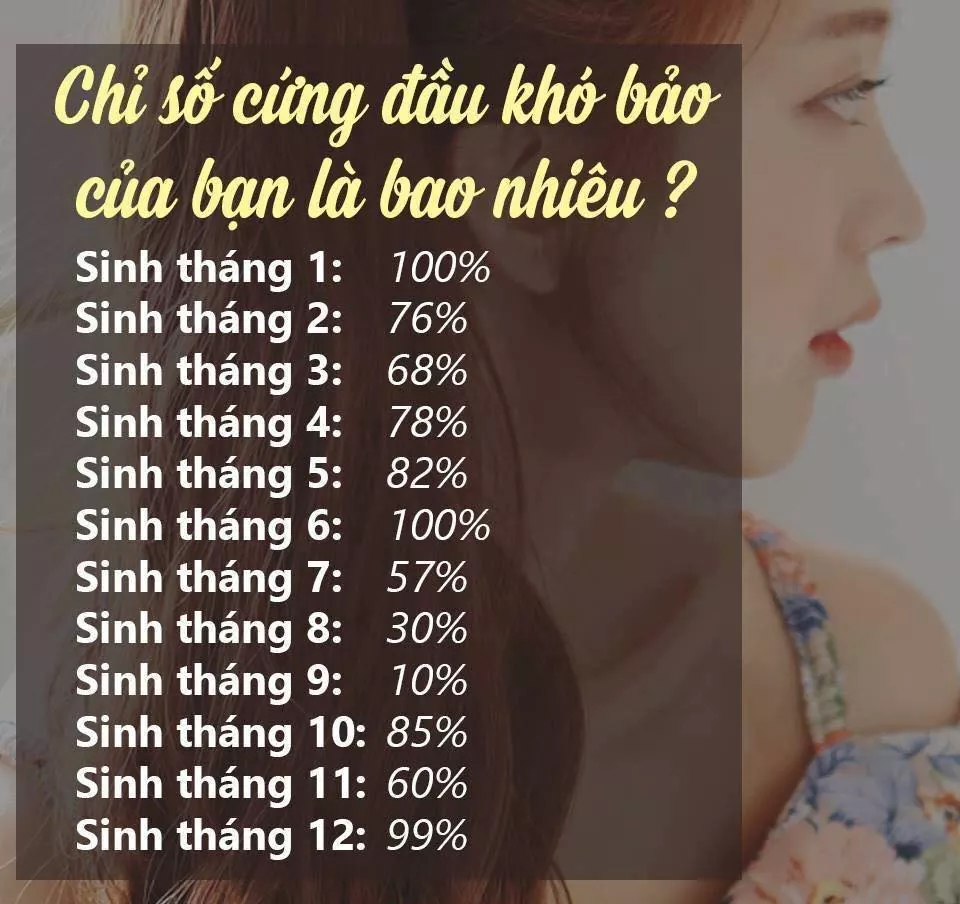 Chỉ số cứng đầu khó bảo
của bạn là bao nhiêu ?
Sinh tháng 1: 100%
Sinh tháng 2: 76%
Sinh tháng 3: 68%
Sinh tháng 4: 78%
Sinh tháng 5: 82%
Sinh tháng 6: 100%
Sinh tháng 7: 57%
Sinh tháng 8: 30%
Sinh tháng 9: 10%
Sinh tháng 10: 85%
Sinh tháng 11: 60%
Sinh tháng 12: 99%